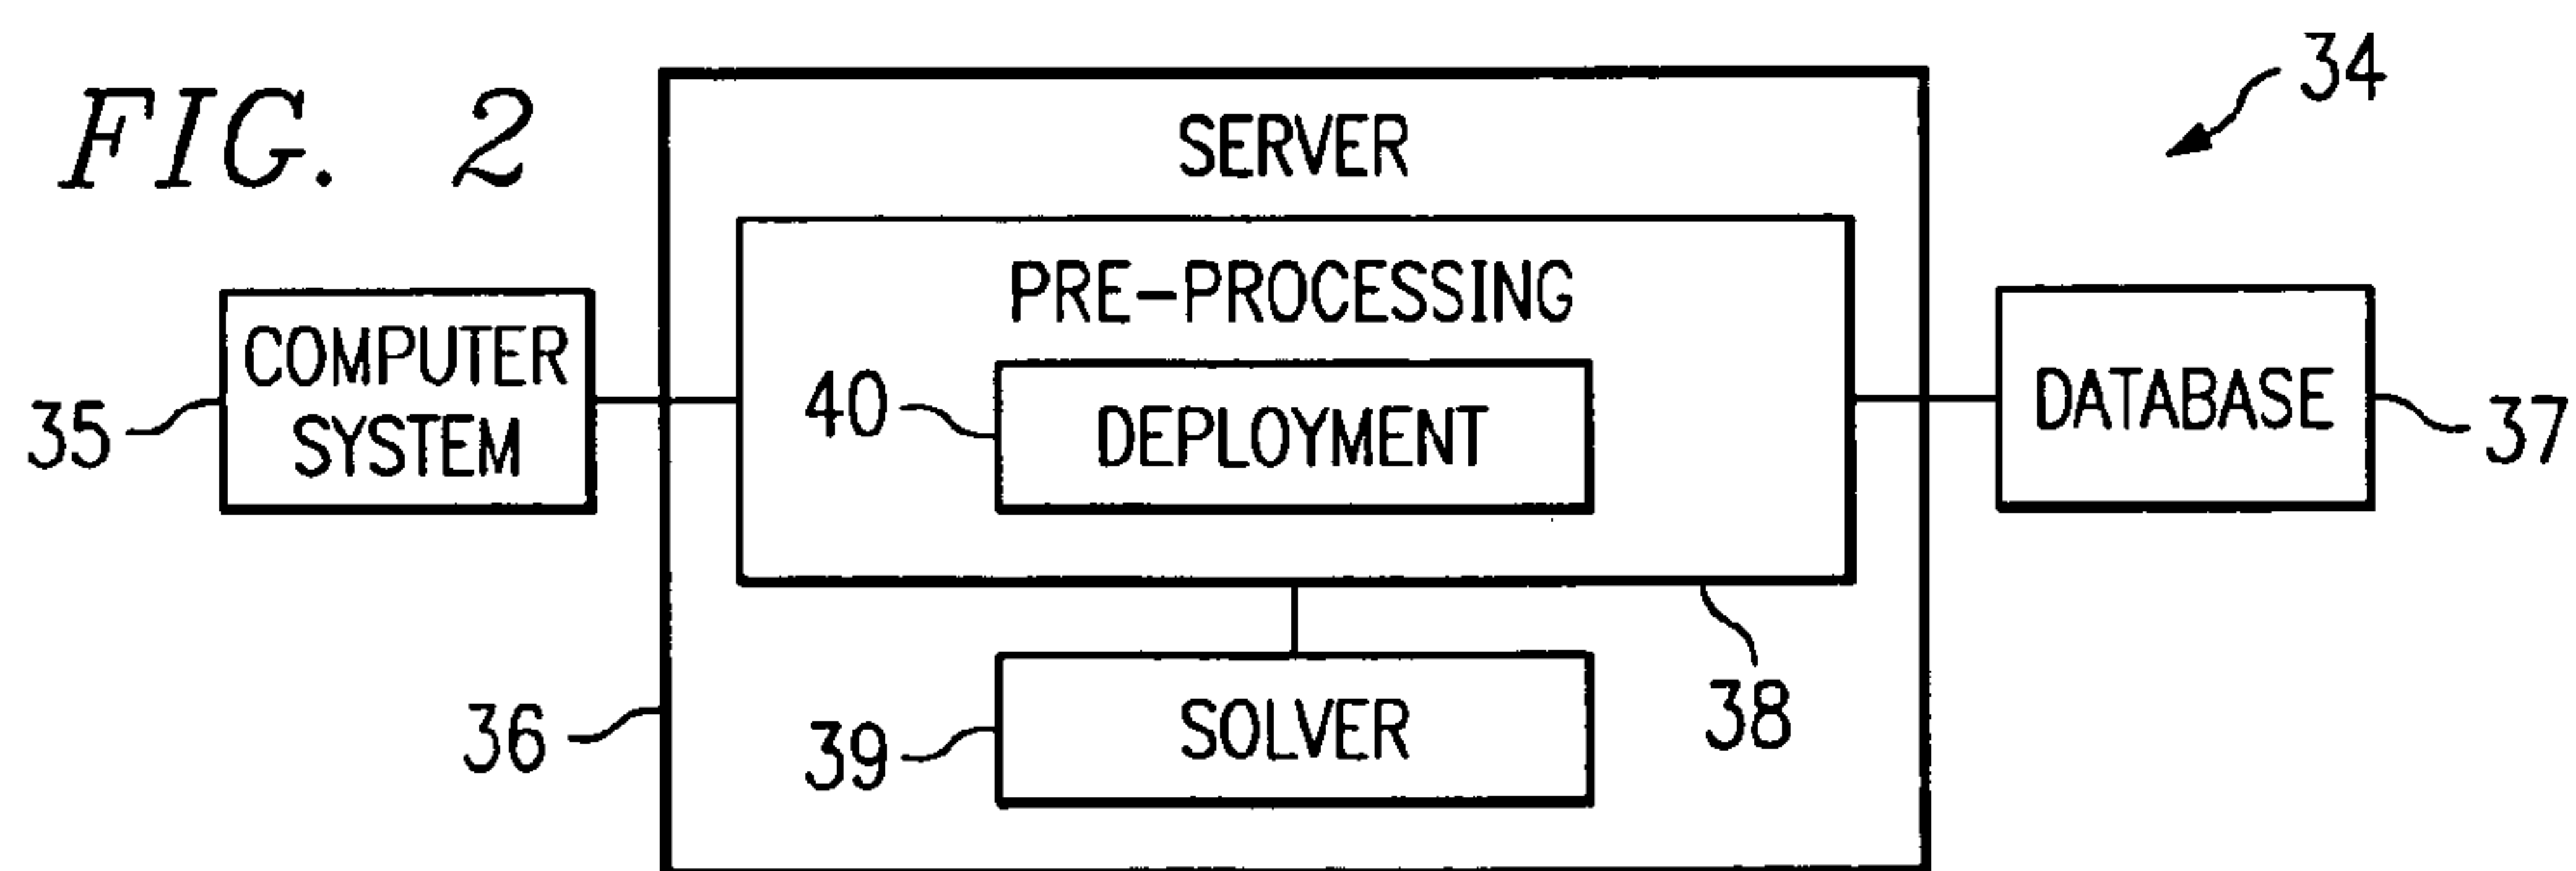 FIG. 2
34
SERVER
PRE-PROCESSING
COMPUTER
SYSTEM
35
40
DEPLOYMENT
DATABASE
37
36
39
SOLVER
38